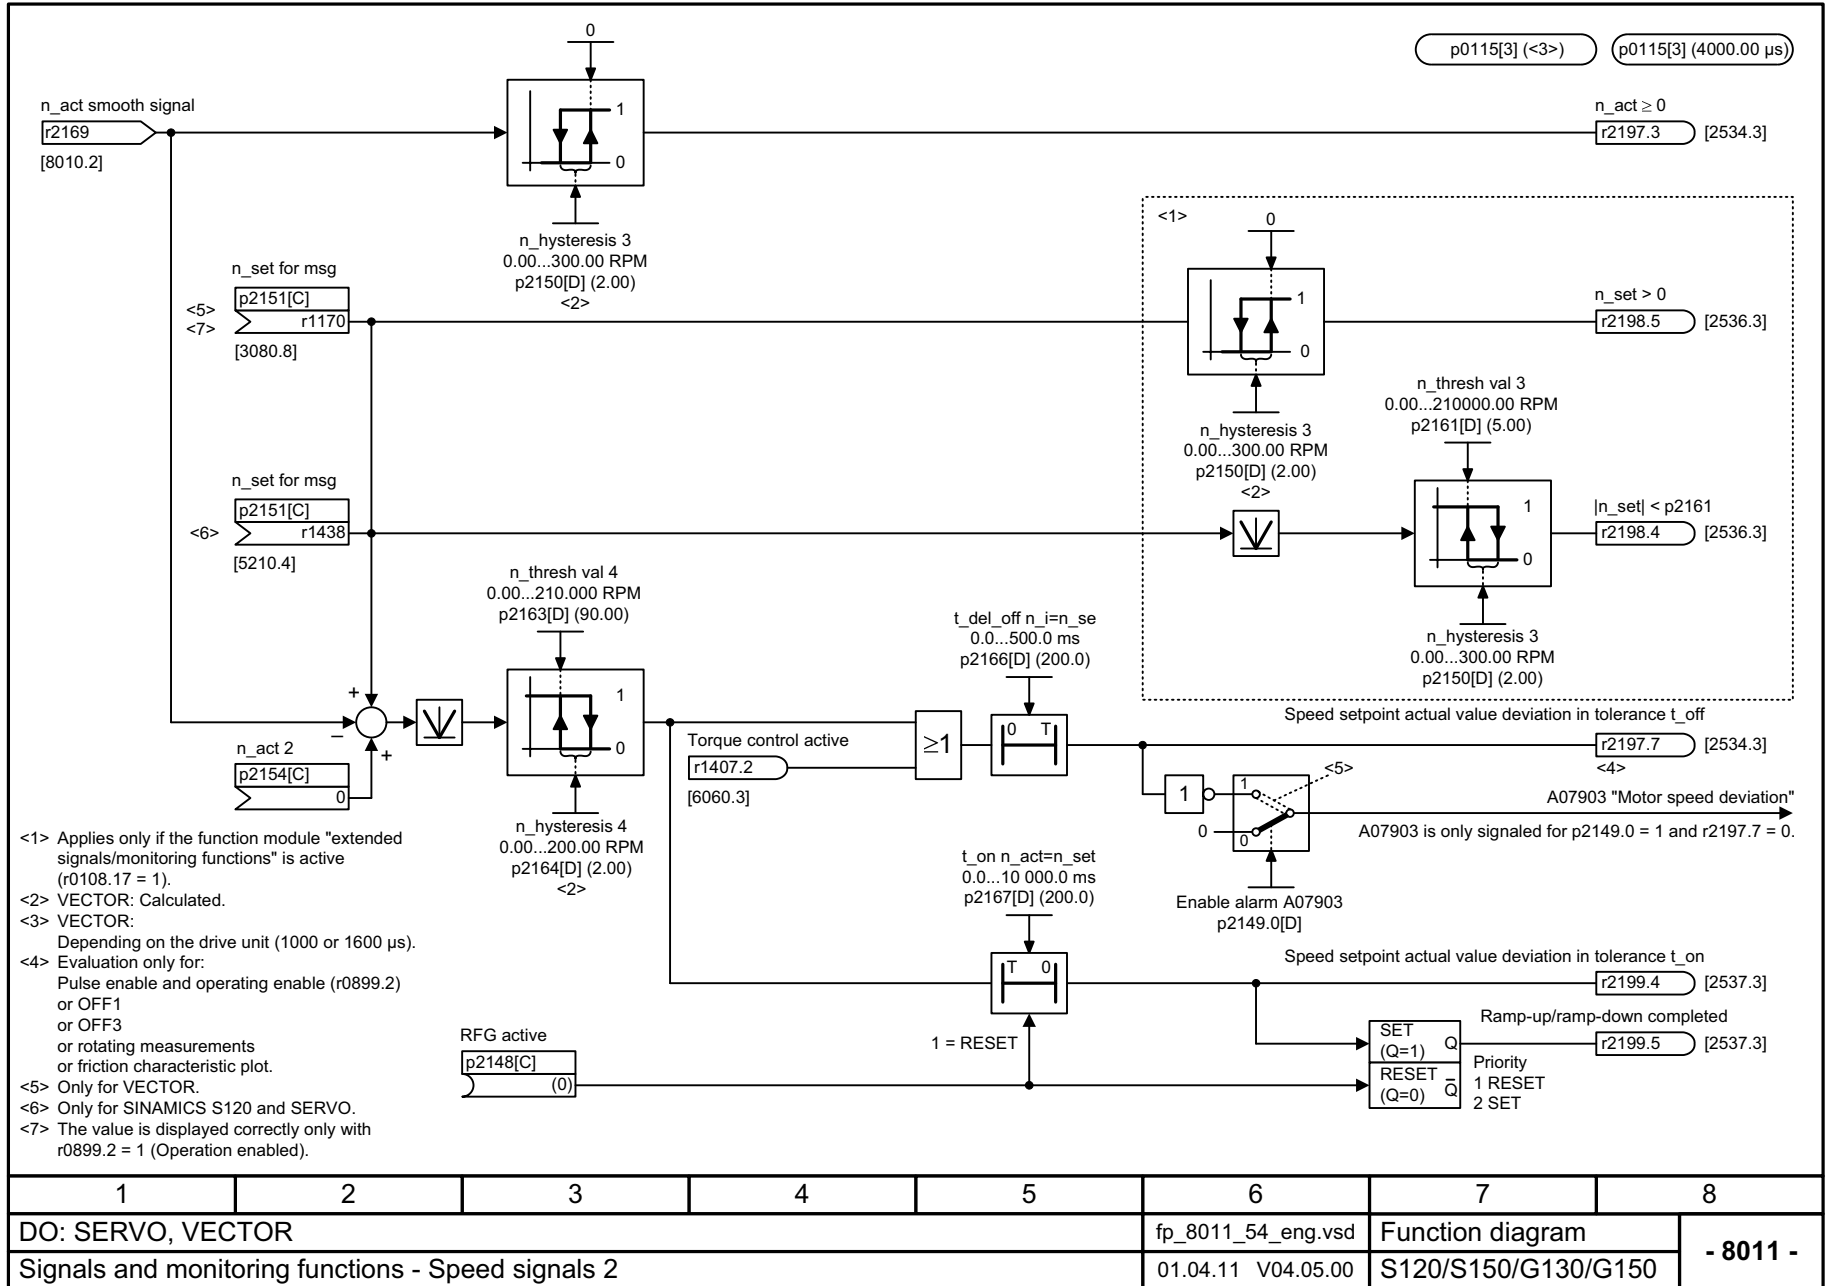 0
p0115[3] (<3>)
p0115[3] (4000.00 µs)
n_act smooth signal
r2169
[8010.2]
1
0
n_act ≥ 0
r2197.3
[2534.3]
n_hysteresis 3
0.00...300.00 RPM
p2150[D] (2.00)
<2>
<1>
0
n_set for msg
<5>
<7>
p2151[C]
r1170
[3080.8]
1
0
n_set > 0
r2198.5
[2536.3]
n_hysteresis 3
0.00...300.00 RPM
p2150[D] (2.00)
<2>
n_thresh val 3
0.00...210000.00 RPM
p2161[D] (5.00)
n_set for msg
<6>
p2151[C]
r1438
[5210.4]
1
0
|n_set| < p2161
r2198.4
[2536.3]
n_hysteresis 3
0.00...300.00 RPM
p2150[D] (2.00)
n_thresh val 4
0.00...210.000 RPM
p2163[D] (90.00)
+
–
+
n_act 2
p2154[C]
0
1
0
n_hysteresis 4
0.00...200.00 RPM
p2164[D] (2.00)
<2>
Torque control active
r1407.2
[6060.3]
≥1
t_del_off n_i=n_se
0.0...500.0 ms
p2166[D] (200.0)
0 T
Speed setpoint actual value deviation in tolerance t_off
r2197.7
[2534.3]
<4>
<5>
1
1
0
0
A07903 "Motor speed deviation"
A07903 is only signaled for p2149.0 = 1 and r2197.7 = 0.
Enable alarm A07903
p2149.0[D]
t_on n_act=n_set
0.0...10 000.0 ms
p2167[D] (200.0)
T 0
Speed setpoint actual value deviation in tolerance t_on
r2199.4
[2537.3]
1 = RESET
RFG active
p2148[C]
(0)
SET
(Q=1)
Q
RESET
(Q=0)
Q̅
Ramp-up/ramp-down completed
r2199.5
[2537.3]
Priority
1 RESET
2 SET
<1> Applies only if the function module "extended
signals/monitoring functions" is active
(r0108.17 = 1).
<2> VECTOR: Calculated.
<3> VECTOR:
Depending on the drive unit (1000 or 1600 µs).
<4> Evaluation only for:
Pulse enable and operating enable (r0899.2)
or OFF1
or OFF3
or rotating measurements
or friction characteristic plot.
<5> Only for VECTOR.
<6> Only for SINAMICS S120 and SERVO.
<7> The value is displayed correctly only with
r0899.2 = 1 (Operation enabled).
1 2 3 4 5 6 7 8
DO: SERVO, VECTOR
fp_8011_54_eng.vsd
Function diagram
- 8011 -
Signals and monitoring functions - Speed signals 2
01.04.11 V04.05.00
S120/S150/G130/G150